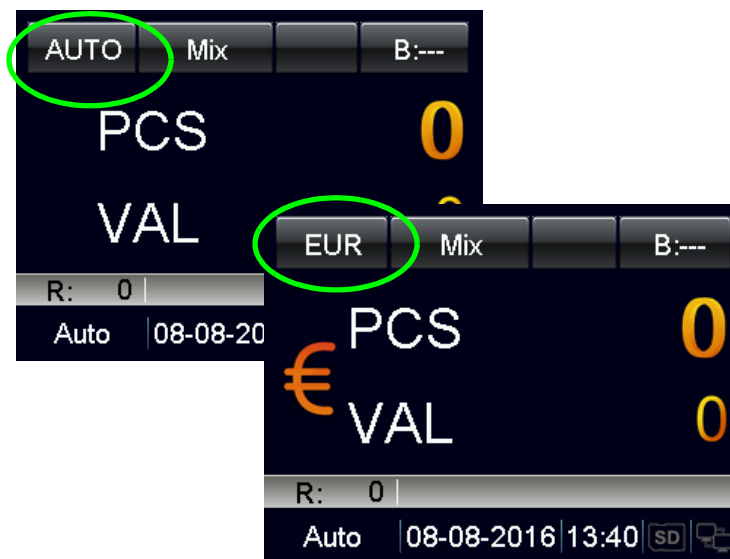 AUTO Mix B:---
PCS 0
VAL
R: 0
Auto 08-08-20
EUR Mix B:---
PCS 0
€
VAL 0
R: 0
Auto 08-08-2016 13:40 SD